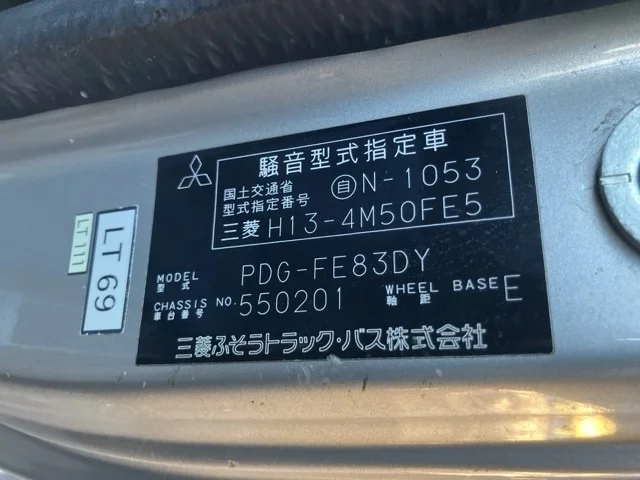 騒音型式指定車
国土交通省
型式指定番号
自N-1053
三菱 H13-4M50FE5
MODEL
型式
PDG-FE83DY
CHASSIS NO.
車台番号
550201
WHEEL BASE
軸距
E
三菱ふそうトラック・バス株式会社
LT 69
LT 111